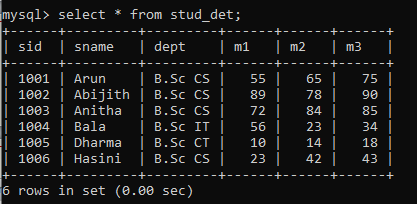 mysql> select * from stud_det;
+------+----------+---------+------+------+------+
| sid  | sname    | dept    | m1   | m2   | m3   |
+------+----------+---------+------+------+------+
| 1001 | Arun     | B.Sc CS |   55 |   65 |   75 |
| 1002 | Abijith  | B.Sc CS |   89 |   78 |   90 |
| 1003 | Anitha   | B.Sc CS |   72 |   84 |   85 |
| 1004 | Bala     | B.Sc IT |   56 |   23 |   34 |
| 1005 | Dharma   | B.Sc CT |   10 |   14 |   18 |
| 1006 | Hasini   | B.Sc CS |   23 |   42 |   43 |
+------+----------+---------+------+------+------+
6 rows in set (0.00 sec)